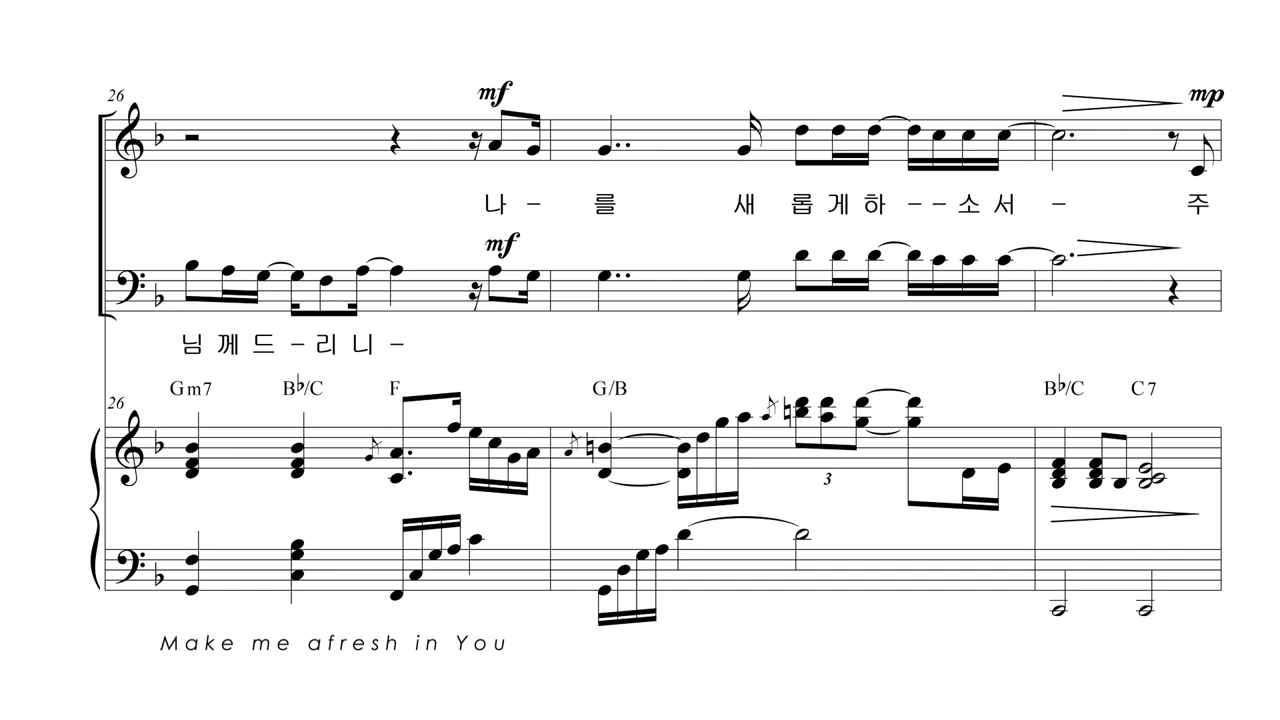 26
mf
mp
나 - 를 새 롭 게 하 - - 소 서 - 주
mf
님 께 드 - 리 니 -
Gm7 B♭/C F G/B B♭/C C7
26
3
Make me afresh in You